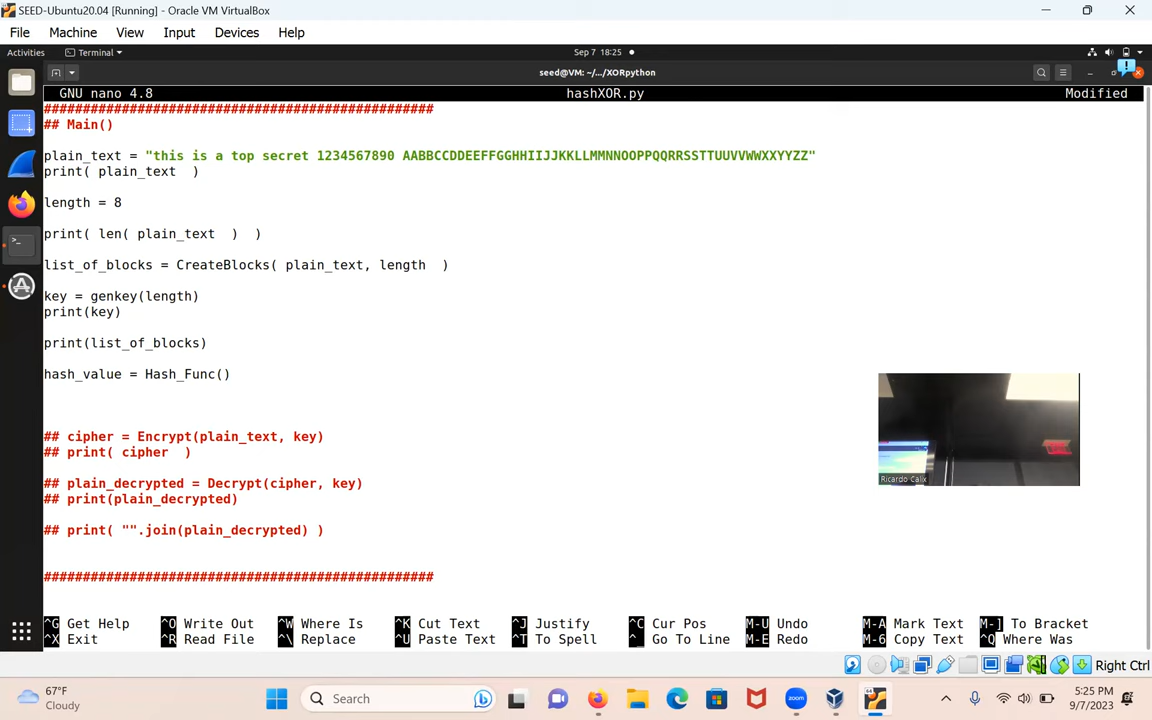 SEED-Ubuntu20.04 [Running] - Oracle VM VirtualBox
File Machine View Input Devices Help
Activities Terminal Sep 7 18:25
seed@VM: ~/.../XORpython
GNU nano 4.8 hashXOR.py Modified
##################################################
## Main()
plain_text = "this is a top secret 1234567890 AABBCCDDEEFFGGHHIIJJKKLLMMNNOOPPQQRRSSTTUUVVWWXXYYZZ"
print( plain_text  )
length = 8
print( len( plain_text  )  )
list_of_blocks = CreateBlocks( plain_text, length  )
key = genkey(length)
print(key)
print(list_of_blocks)
hash_value = Hash_Func()
## cipher = Encrypt(plain_text, key)
## print( cipher  )
## plain_decrypted = Decrypt(cipher, key)
## print(plain_decrypted)
## print( "".join(plain_decrypted) )
##################################################
Ricardo Calix
^G Get Help ^O Write Out ^W Where Is ^K Cut Text ^J Justify ^C Cur Pos M-U Undo M-A Mark Text M-] To Bracket
^X Exit ^R Read File ^\ Replace ^U Paste Text ^T To Spell ^_ Go To Line M-E Redo M-6 Copy Text ^Q Where Was
Right Ctrl
67°F
Cloudy
Search
zoom
64
5:25 PM
9/7/2023